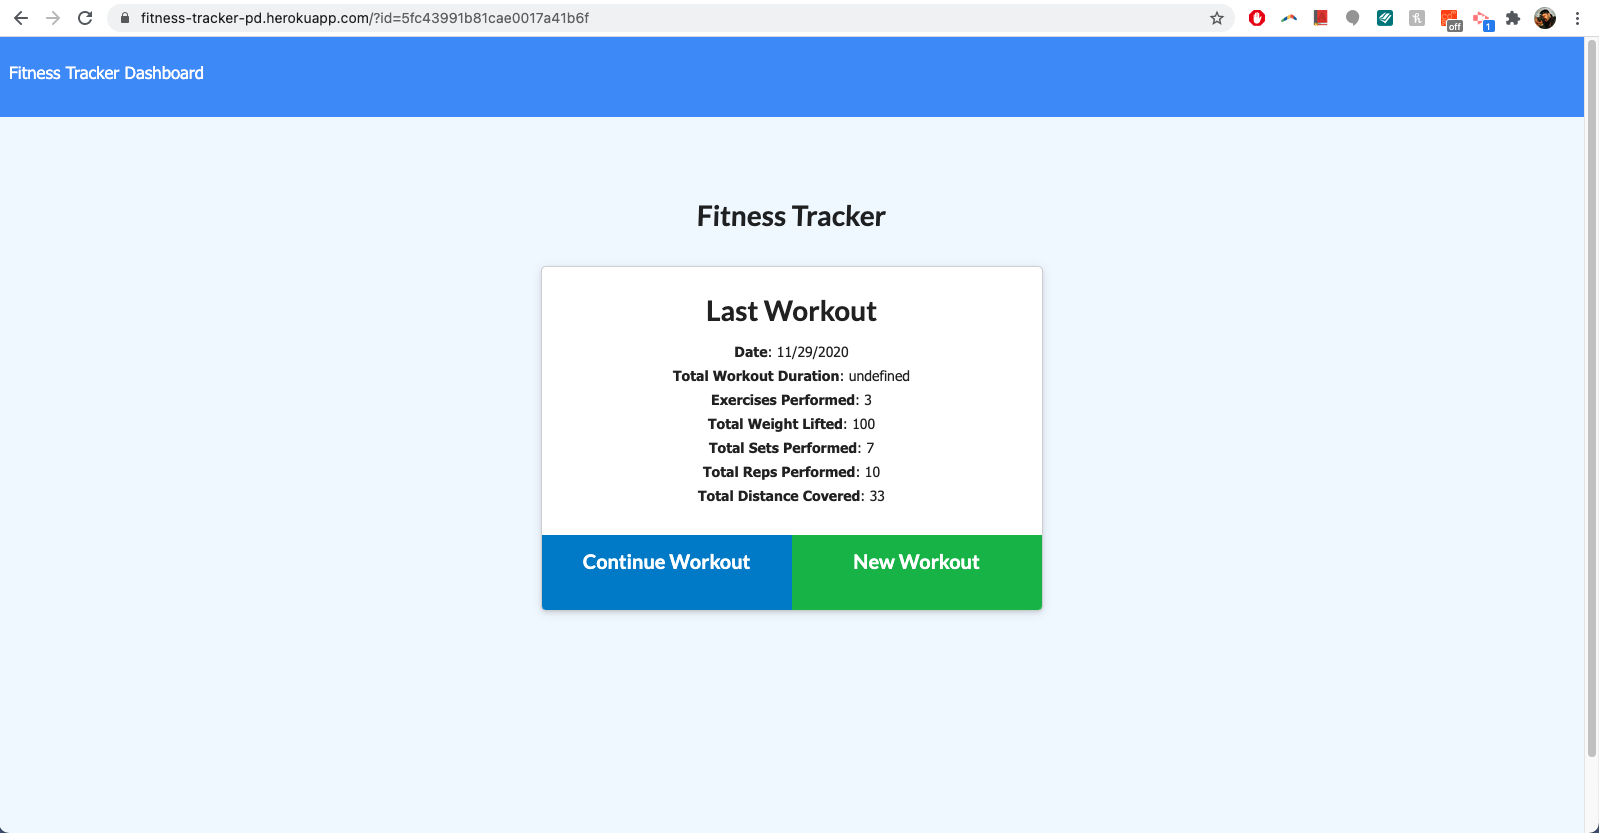 fitness-tracker-pd.herokuapp.com/?id=5fc43991b81cae0017a41b6f
off
1
Fitness Tracker Dashboard
Fitness Tracker
Last Workout
Date: 11/29/2020
Total Workout Duration: undefined
Exercises Performed: 3
Total Weight Lifted: 100
Total Sets Performed: 7
Total Reps Performed: 10
Total Distance Covered: 33
Continue Workout New Workout